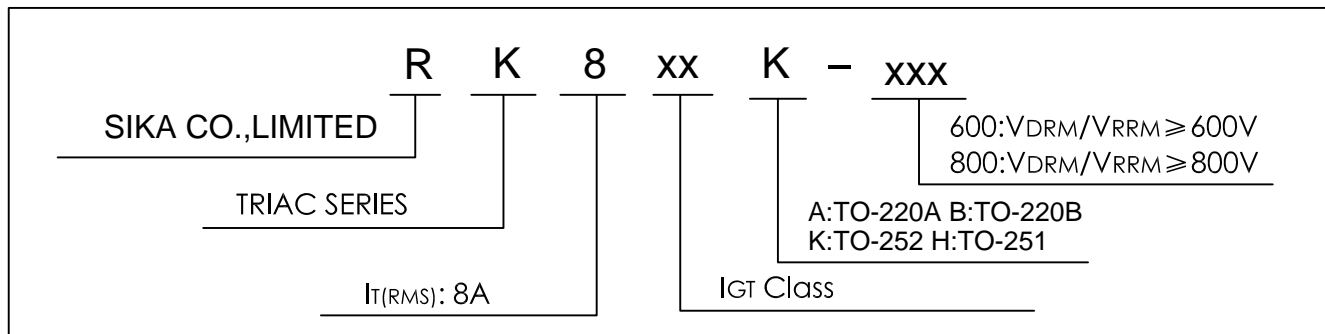 R K 8 xx K – xxx
SIKA CO.,LIMITED
600:VDRM/VRRM≥600V
800:VDRM/VRRM≥800V
TRIAC SERIES
A:TO-220A B:TO-220B
K:TO-252 H:TO-251
IT(RMS): 8A
IGT Class